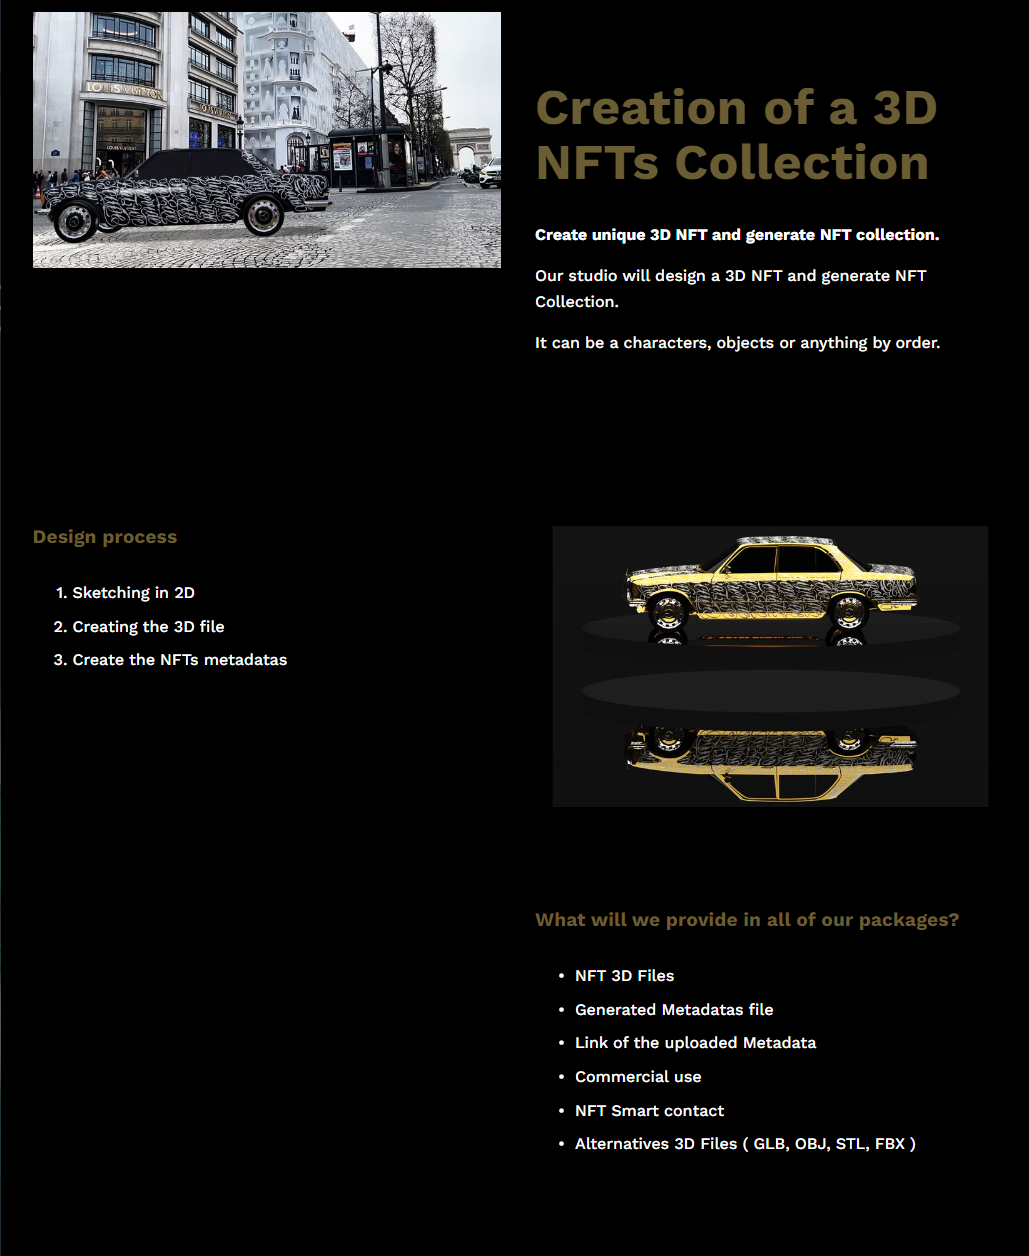 LOUIS VUITTON
LOUIS VUITTON
Creation of a 3D
NFTs Collection
Create unique 3D NFT and generate NFT collection.
Our studio will design a 3D NFT and generate NFT
Collection.
It can be a characters, objects or anything by order.
Design process
1. Sketching in 2D
2. Creating the 3D file
3. Create the NFTs metadatas
What will we provide in all of our packages?
• NFT 3D Files
• Generated Metadatas file
• Link of the uploaded Metadata
• Commercial use
• NFT Smart contact
• Alternatives 3D Files ( GLB, OBJ, STL, FBX )